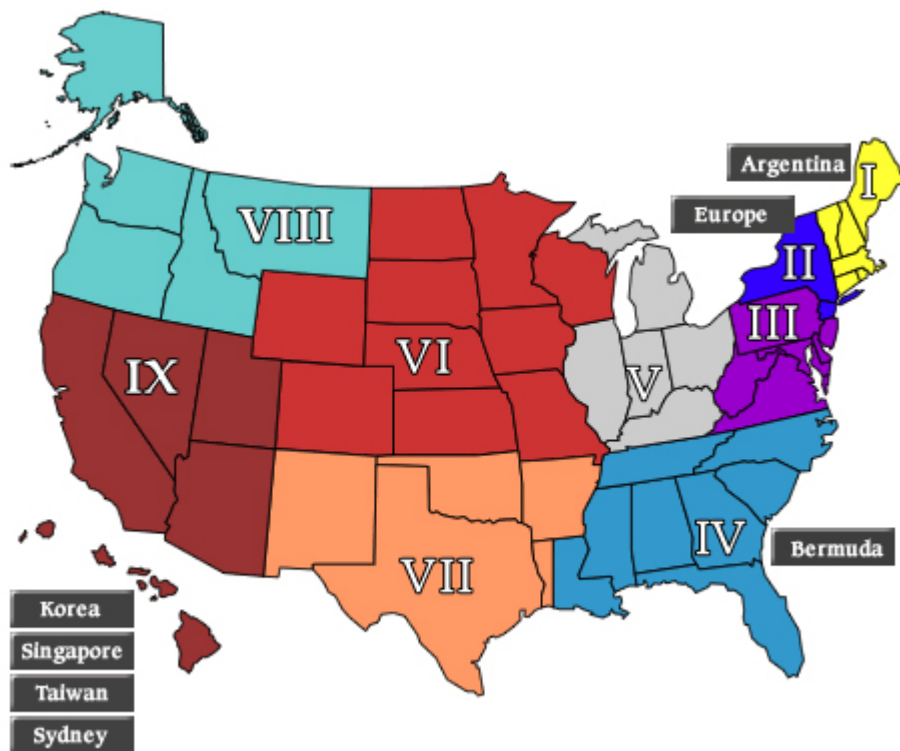 Argentina
I
Europe
VIII
II
III
VI
IX
V
IV
Bermuda
VII
Korea
Singapore
Taiwan
Sydney